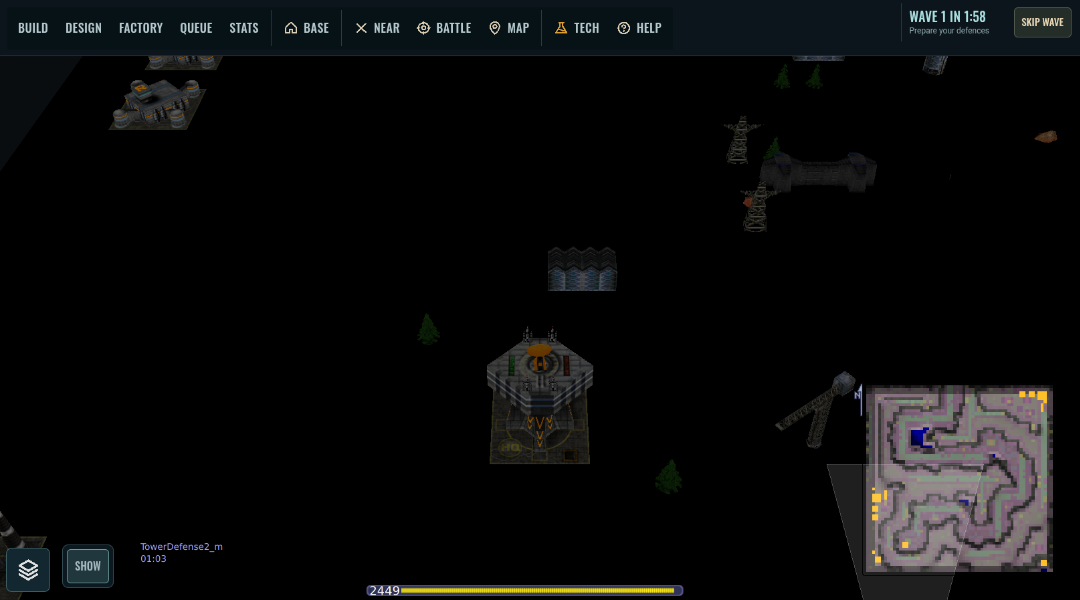 BUILD DESIGN FACTORY QUEUE STATS BASE NEAR BATTLE MAP TECH HELP
WAVE 1 IN 1:58
Prepare your defences
SKIP WAVE
N
HQ
SHOW
TowerDefense2_m
01:03
2449